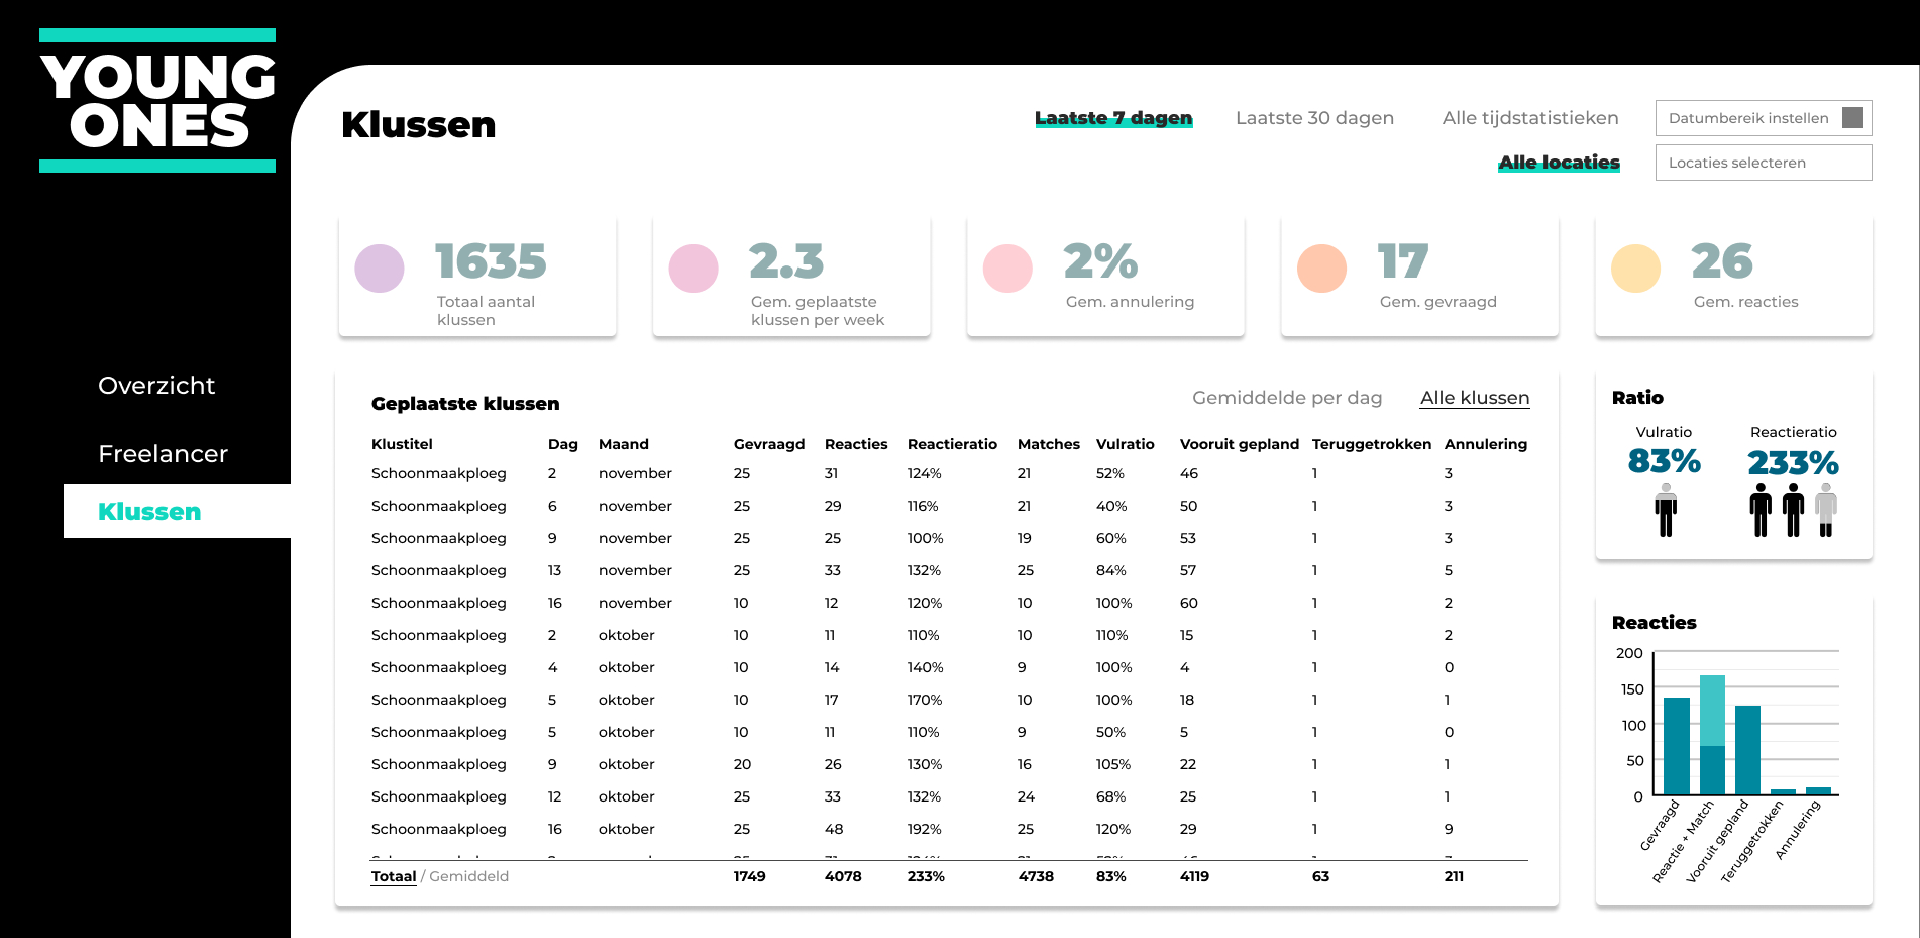 YOUNG
ONES
Overzicht
Freelancer
Klussen
Klussen
Laatste 7 dagen Laatste 30 dagen Alle tijdstatistieken Datumbereik instellen
Alle locaties Locaties selecteren
1635
Totaal aantal
klussen
2.3
Gem. geplaatste
klussen per week
2%
Gem. annulering
17
Gem. gevraagd
26
Gem. reacties
Geplaatste klussen Gemiddelde per dag Alle klussen
Klustitel Dag Maand Gevraagd Reacties Reactieratio Matches Vulratio Vooruit gepland Teruggetrokken Annulering
Schoonmaakploeg 2 november 25 31 124% 21 52% 46 1 3
Schoonmaakploeg 6 november 25 29 116% 21 40% 50 1 3
Schoonmaakploeg 9 november 25 25 100% 19 60% 53 1 3
Schoonmaakploeg 13 november 25 33 132% 25 84% 57 1 5
Schoonmaakploeg 16 november 10 12 120% 10 100% 60 1 2
Schoonmaakploeg 2 oktober 10 11 110% 10 110% 15 1 2
Schoonmaakploeg 4 oktober 10 14 140% 9 100% 4 1 0
Schoonmaakploeg 5 oktober 10 17 170% 10 100% 18 1 1
Schoonmaakploeg 5 oktober 10 11 110% 9 50% 5 1 0
Schoonmaakploeg 9 oktober 20 26 130% 16 105% 22 1 1
Schoonmaakploeg 12 oktober 25 33 132% 24 68% 25 1 1
Schoonmaakploeg 16 oktober 25 48 192% 25 120% 29 1 9
Totaal / Gemiddeld 1749 4078 233% 4738 83% 4119 63 211
Ratio
Vulratio Reactieratio
83% 233%
Reacties
200
150
100
50
0
Gevraagd
Reactie + Match
Vooruit gepland
Teruggetrokken
Annulering